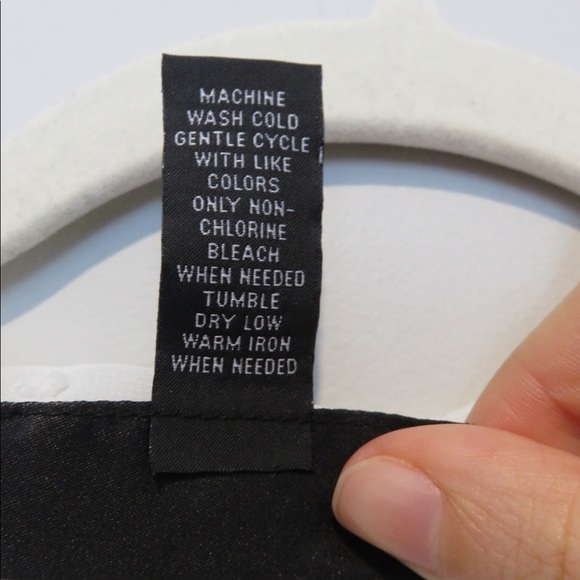 MACHINE
WASH COLD
GENTLE CYCLE
WITH LIKE
COLORS
ONLY NON-
CHLORINE
BLEACH
WHEN NEEDED
TUMBLE
DRY LOW
WARM IRON
WHEN NEEDED